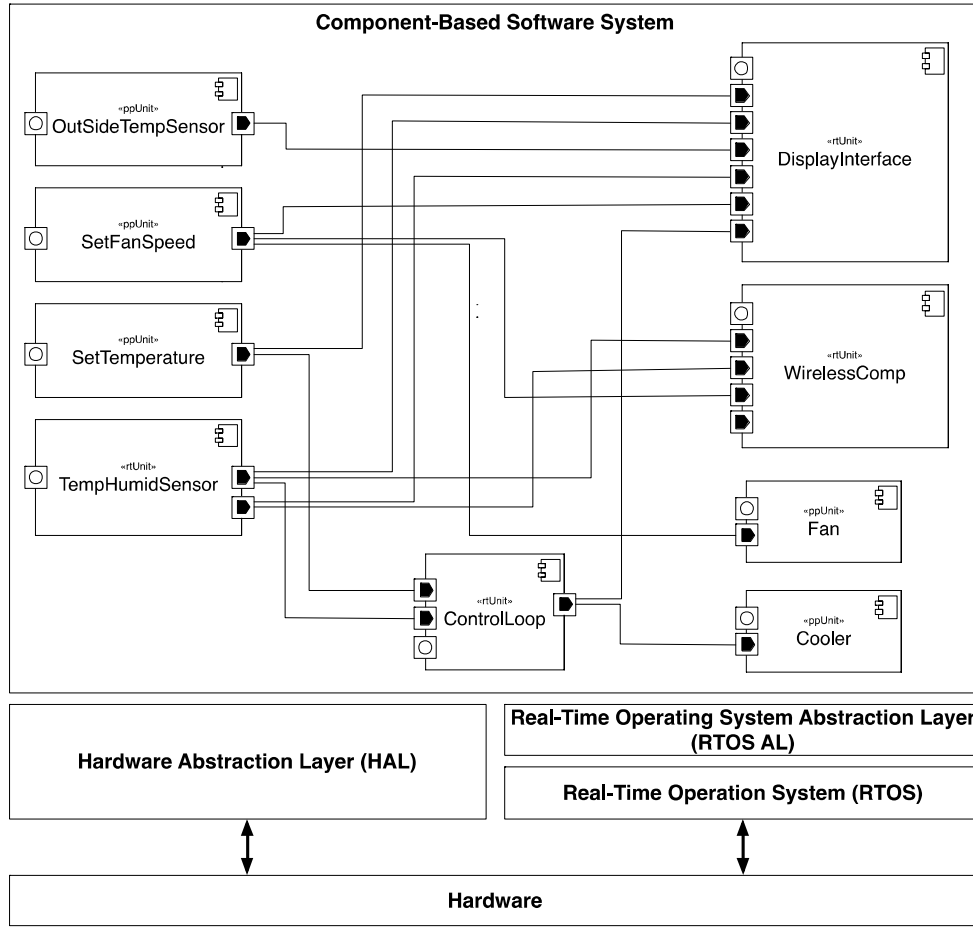 Component-Based Software System
«ppUnit»
OutSideTempSensor
«ppUnit»
SetFanSpeed
«ppUnit»
SetTemperature
«rtUnit»
TempHumidSensor
«rtUnit»
ControlLoop
«rtUnit»
DisplayInterface
«rtUnit»
WirelessComp
«ppUnit»
Fan
«ppUnit»
Cooler
Hardware Abstraction Layer (HAL)
Real-Time Operating System Abstraction Layer
(RTOS AL)
Real-Time Operation System (RTOS)
Hardware